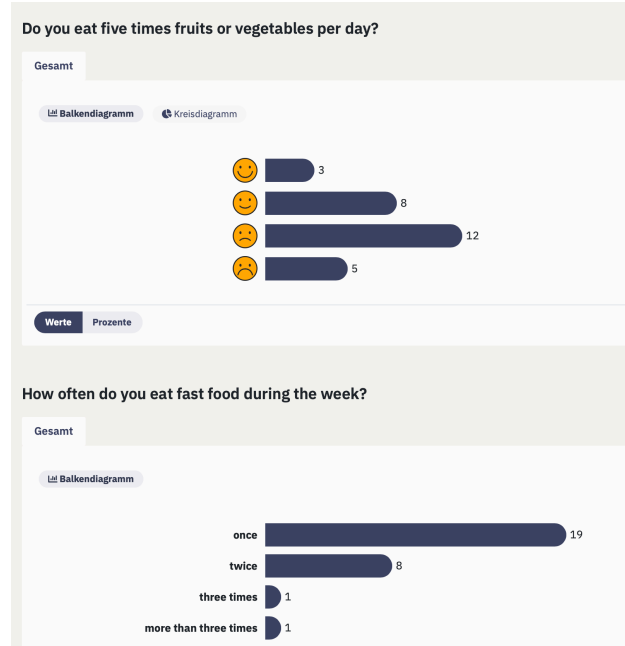 Do you eat five times fruits or vegetables per day?
Gesamt
Balkendiagramm Kreisdiagramm
3
8
12
5
Werte Prozente
How often do you eat fast food during the week?
Gesamt
Balkendiagramm
once 19
twice 8
three times 1
more than three times 1